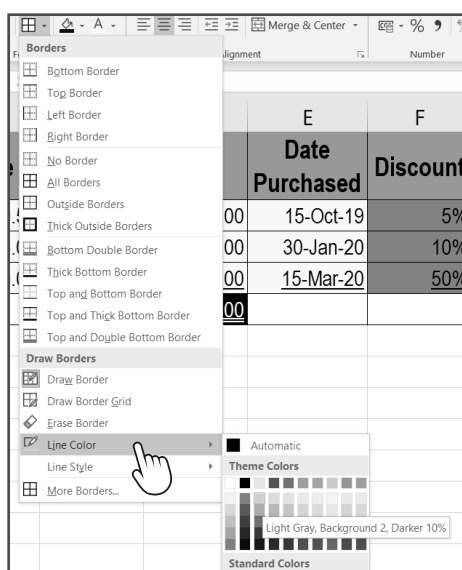 A
Merge & Center
%
Alignment
Number
Borders
Bottom Border
Top Border
Left Border
Right Border
No Border
All Borders
Outside Borders
Thick Outside Borders
Bottom Double Border
Thick Bottom Border
Top and Bottom Border
Top and Thick Bottom Border
Top and Double Bottom Border
Draw Borders
Draw Border
Draw Border Grid
Erase Border
Line Color
Line Style
More Borders...
E F
Date Purchased Discount
00 15-Oct-19 5%
00 30-Jan-20 10%
00 15-Mar-20 50%
00
Automatic
Theme Colors
Light Gray, Background 2, Darker 10%
Standard Colors